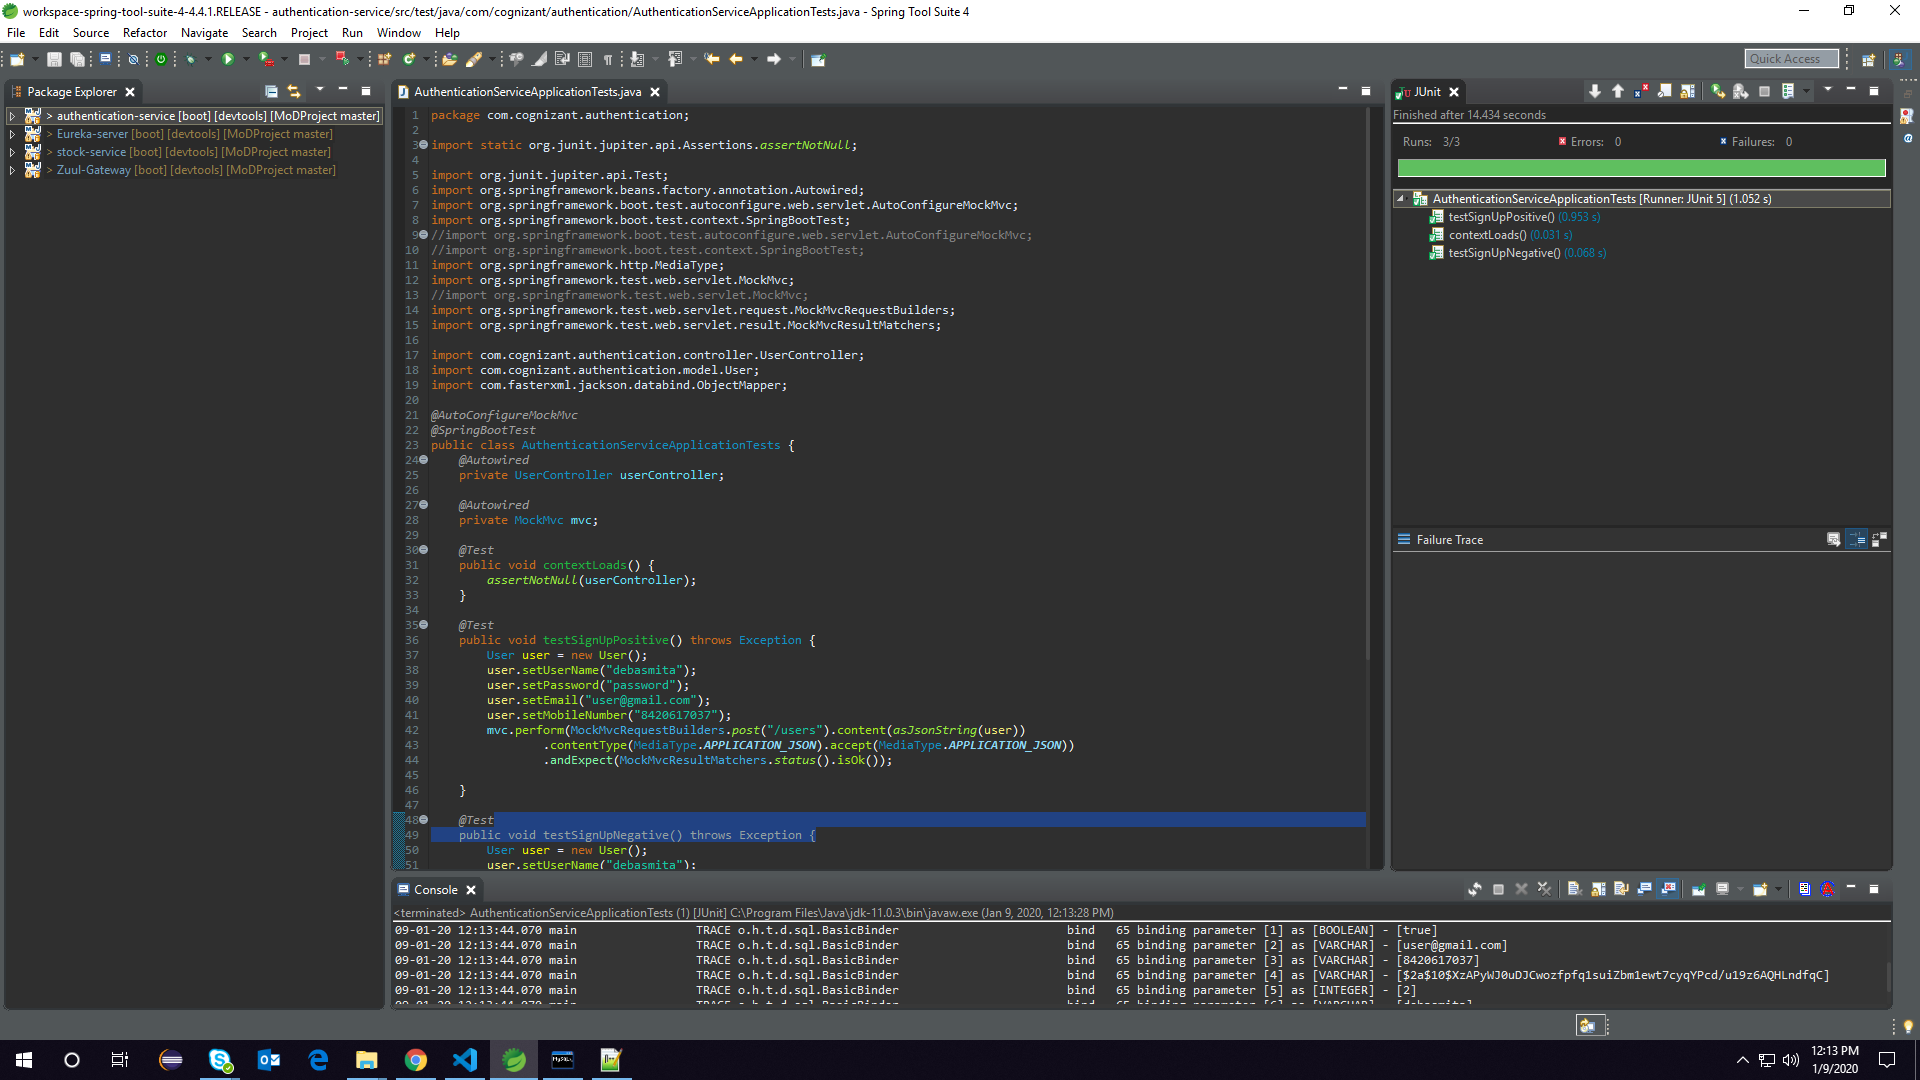 workspace-spring-tool-suite-4-4.4.1.RELEASE - authentication-service/src/test/java/com/cognizant/authentication/AuthenticationServiceApplicationTests.java - Spring Tool Suite 4
File Edit Source Refactor Navigate Search Project Run Window Help
Quick Access
Package Explorer
> authentication-service [boot] [devtools] [MoDProject master]
> Eureka-server [boot] [devtools] [MoDProject master]
> stock-service [boot] [devtools] [MoDProject master]
> Zuul-Gateway [boot] [devtools] [MoDProject master]
AuthenticationServiceApplicationTests.java
1 package com.cognizant.authentication;
2
3 import static org.junit.jupiter.api.Assertions.assertNotNull;
4
5 import org.junit.jupiter.api.Test;
6 import org.springframework.beans.factory.annotation.Autowired;
7 import org.springframework.boot.test.autoconfigure.web.servlet.AutoConfigureMockMvc;
8 import org.springframework.boot.test.context.SpringBootTest;
9 //import org.springframework.boot.test.autoconfigure.web.servlet.AutoConfigureMockMvc;
10 //import org.springframework.boot.test.context.SpringBootTest;
11 import org.springframework.http.MediaType;
12 import org.springframework.test.web.servlet.MockMvc;
13 //import org.springframework.test.web.servlet.MockMvc;
14 import org.springframework.test.web.servlet.request.MockMvcRequestBuilders;
15 import org.springframework.test.web.servlet.result.MockMvcResultMatchers;
16
17 import com.cognizant.authentication.controller.UserController;
18 import com.cognizant.authentication.model.User;
19 import com.fasterxml.jackson.databind.ObjectMapper;
20
21 @AutoConfigureMockMvc
22 @SpringBootTest
23 public class AuthenticationServiceApplicationTests {
24 @Autowired
25 private UserController userController;
26
27 @Autowired
28 private MockMvc mvc;
29
30 @Test
31 public void contextLoads() {
32 assertNotNull(userController);
33 }
34
35 @Test
36 public void testSignUpPositive() throws Exception {
37 User user = new User();
38 user.setUserName("debasmita");
39 user.setPassword("password");
40 user.setEmail("user@gmail.com");
41 user.setMobileNumber("8420617037");
42 mvc.perform(MockMvcRequestBuilders.post("/users").content(asJsonString(user))
43 .contentType(MediaType.APPLICATION_JSON).accept(MediaType.APPLICATION_JSON))
44 .andExpect(MockMvcResultMatchers.status().isOk());
45
46 }
47
48 @Test
49 public void testSignUpNegative() throws Exception {
50 User user = new User();
51 user.setUserName("debasmita");
JUnit
Finished after 14.434 seconds
Runs: 3/3 Errors: 0 Failures: 0
AuthenticationServiceApplicationTests [Runner: JUnit 5] (1.052 s)
testSignUpPositive() (0.953 s)
contextLoads() (0.031 s)
testSignUpNegative() (0.068 s)
Failure Trace
Console
<terminated> AuthenticationServiceApplicationTests (1) [JUnit] C:\Program Files\Java\jdk-11.0.3\bin\javaw.exe (Jan 9, 2020, 12:13:28 PM)
09-01-20 12:13:44.070 main TRACE o.h.t.d.sql.BasicBinder bind 65 binding parameter [1] as [BOOLEAN] - [true]
09-01-20 12:13:44.070 main TRACE o.h.t.d.sql.BasicBinder bind 65 binding parameter [2] as [VARCHAR] - [user@gmail.com]
09-01-20 12:13:44.070 main TRACE o.h.t.d.sql.BasicBinder bind 65 binding parameter [3] as [VARCHAR] - [8420617037]
09-01-20 12:13:44.070 main TRACE o.h.t.d.sql.BasicBinder bind 65 binding parameter [4] as [VARCHAR] - [$2a$10$XzAPyWJ0uDJCwozfpfq1suiZbm1ewt7cyqYPcd/u19z6AQHLndfqC]
09-01-20 12:13:44.070 main TRACE o.h.t.d.sql.BasicBinder bind 65 binding parameter [5] as [INTEGER] - [2]
09-01-20 12:13:44.070 main TRACE o.h.t.d.sql.BasicBinder bind 65 binding parameter [6] as [VARCHAR] - [debasmita]
12:13 PM
1/9/2020